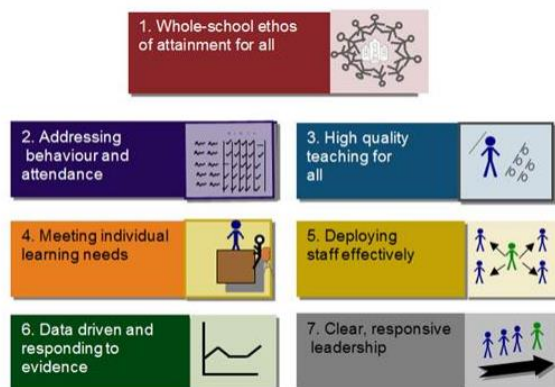 1. Whole-school ethos
of attainment for all
2. Addressing
behaviour and
attendance
3. High quality
teaching for
all
4. Meeting individual
learning needs
5. Deploying
staff effectively
6. Data driven and
responding to
evidence
7. Clear, responsive
leadership